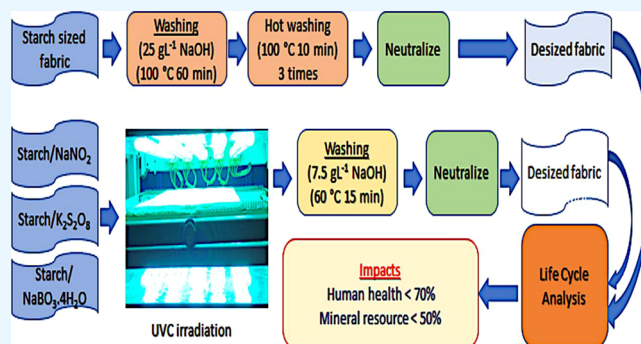 Starch sized
fabric
Washing
(25 gL⁻¹ NaOH)
(100 °C 60 min)
Hot washing
(100 °C 10 min)
3 times
Neutralize
Desized fabric
Starch/NaNO₂
Starch/K₂S₂O₈
Starch/
NaBO₃.4H₂O
UVC irradiation
Washing
(7.5 gL⁻¹ NaOH)
(60 °C 15 min)
Neutralize
Desized fabric
Life Cycle
Analysis
Impacts
Human health < 70%
Mineral resource < 50%